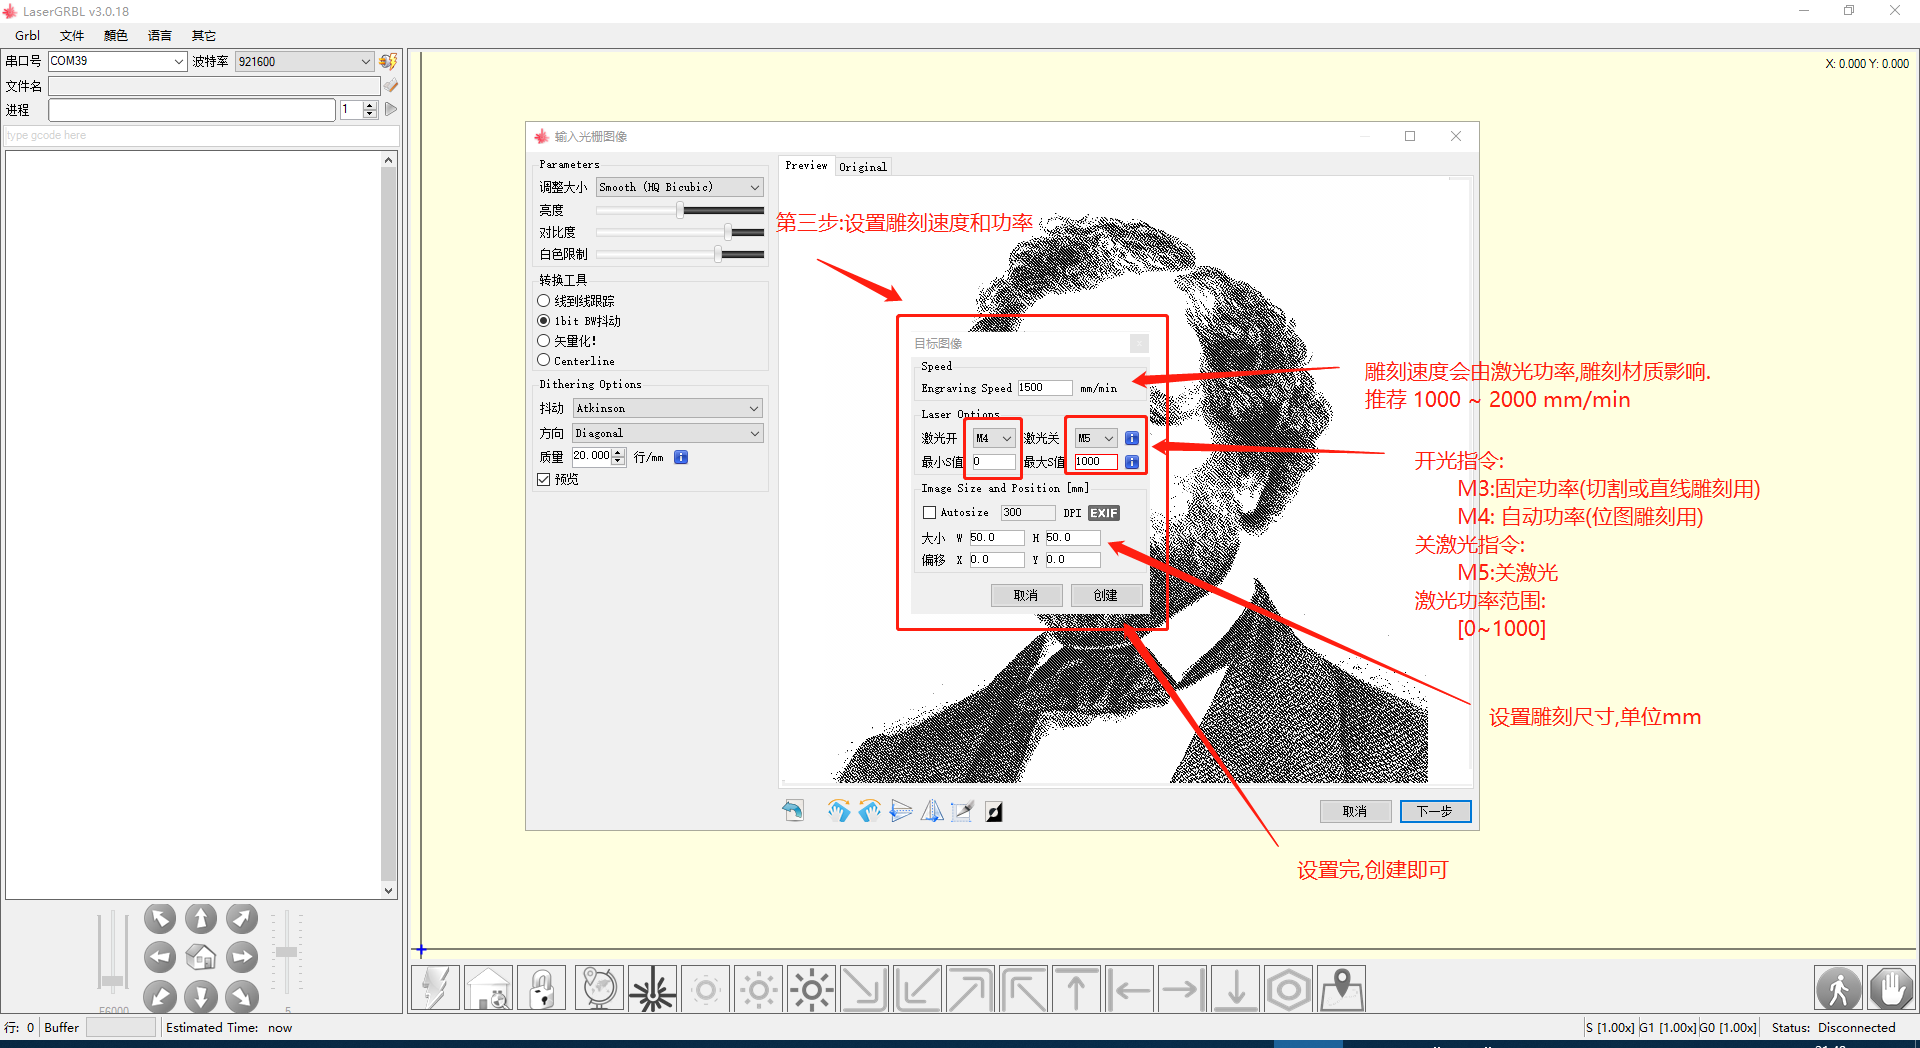 LaserGRBL v3.0.18
Grbl 文件 顏色 语言 其它
串口号 COM39 波特率 921600
文件名
进程 1
type gcode here
X: 0.000 Y: 0.000
输入光栅图像
Parameters
调整大小 Smooth (HQ Bicubic)
亮度
对比度
白色限制
转换工具
线到线跟踪
1bit BW抖动
矢量化!
Centerline
Dithering Options
抖动 Atkinson
方向 Diagonal
质量 20.000 行/mm
预览
Preview Original
第三步:设置雕刻速度和功率
目标图像
Speed
Engraving Speed 1500 mm/min
Laser Options
激光开 M4 激光关 M5
最小S值 0 最大S值 1000
Image Size and Position [mm]
Autosize 300 DPI EXIF
大小 W 50.0 H 50.0
偏移 X 0.0 Y 0.0
取消 创建
雕刻速度会由激光功率,雕刻材质影响.
推荐 1000 ~ 2000 mm/min
开光指令:
M3:固定功率(切割或直线雕刻用)
M4: 自动功率(位图雕刻用)
关激光指令:
M5:关激光
激光功率范围:
[0~1000]
设置雕刻尺寸,单位mm
取消 下一步
设置完,创建即可
F6000 5
行: 0 Buffer Estimated Time: now
S [1.00x] G1 [1.00x] G0 [1.00x] Status: Disconnected